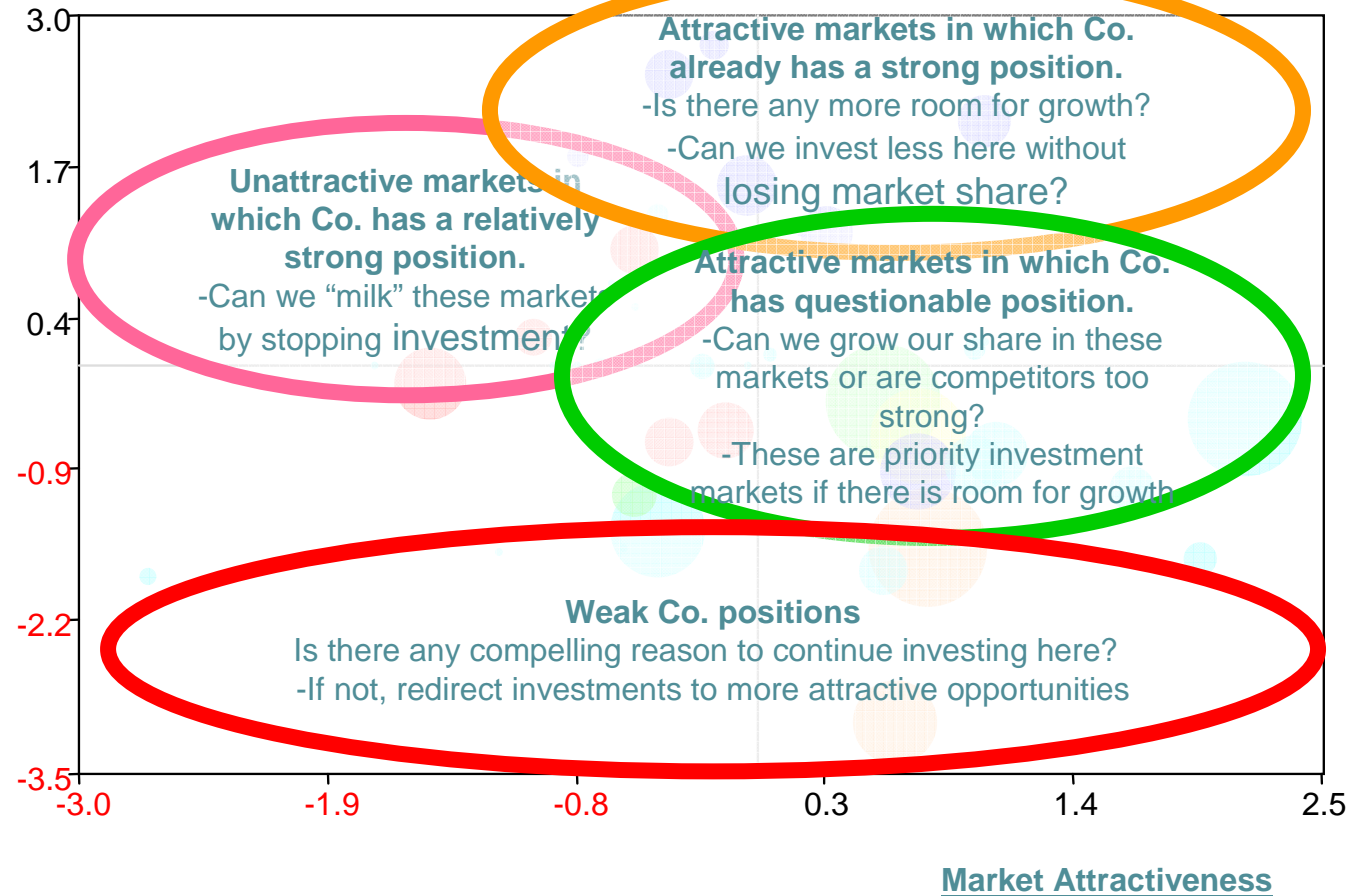 3.0
Attractive markets in which Co.
already has a strong position.
-Is there any more room for growth?
-Can we invest less here without
losing market share?
1.7
Unattractive markets in
which Co. has a relatively
strong position.
-Can we “milk” these markets
by stopping investment?
Attractive markets in which Co.
has questionable position.
-Can we grow our share in these
markets or are competitors too
strong?
-These are priority investment
markets if there is room for growth
0.4
-0.9
-2.2
Weak Co. positions
Is there any compelling reason to continue investing here?
-If not, redirect investments to more attractive opportunities
-3.5
-3.0 -1.9 -0.8 0.3 1.4 2.5
Market Attractiveness